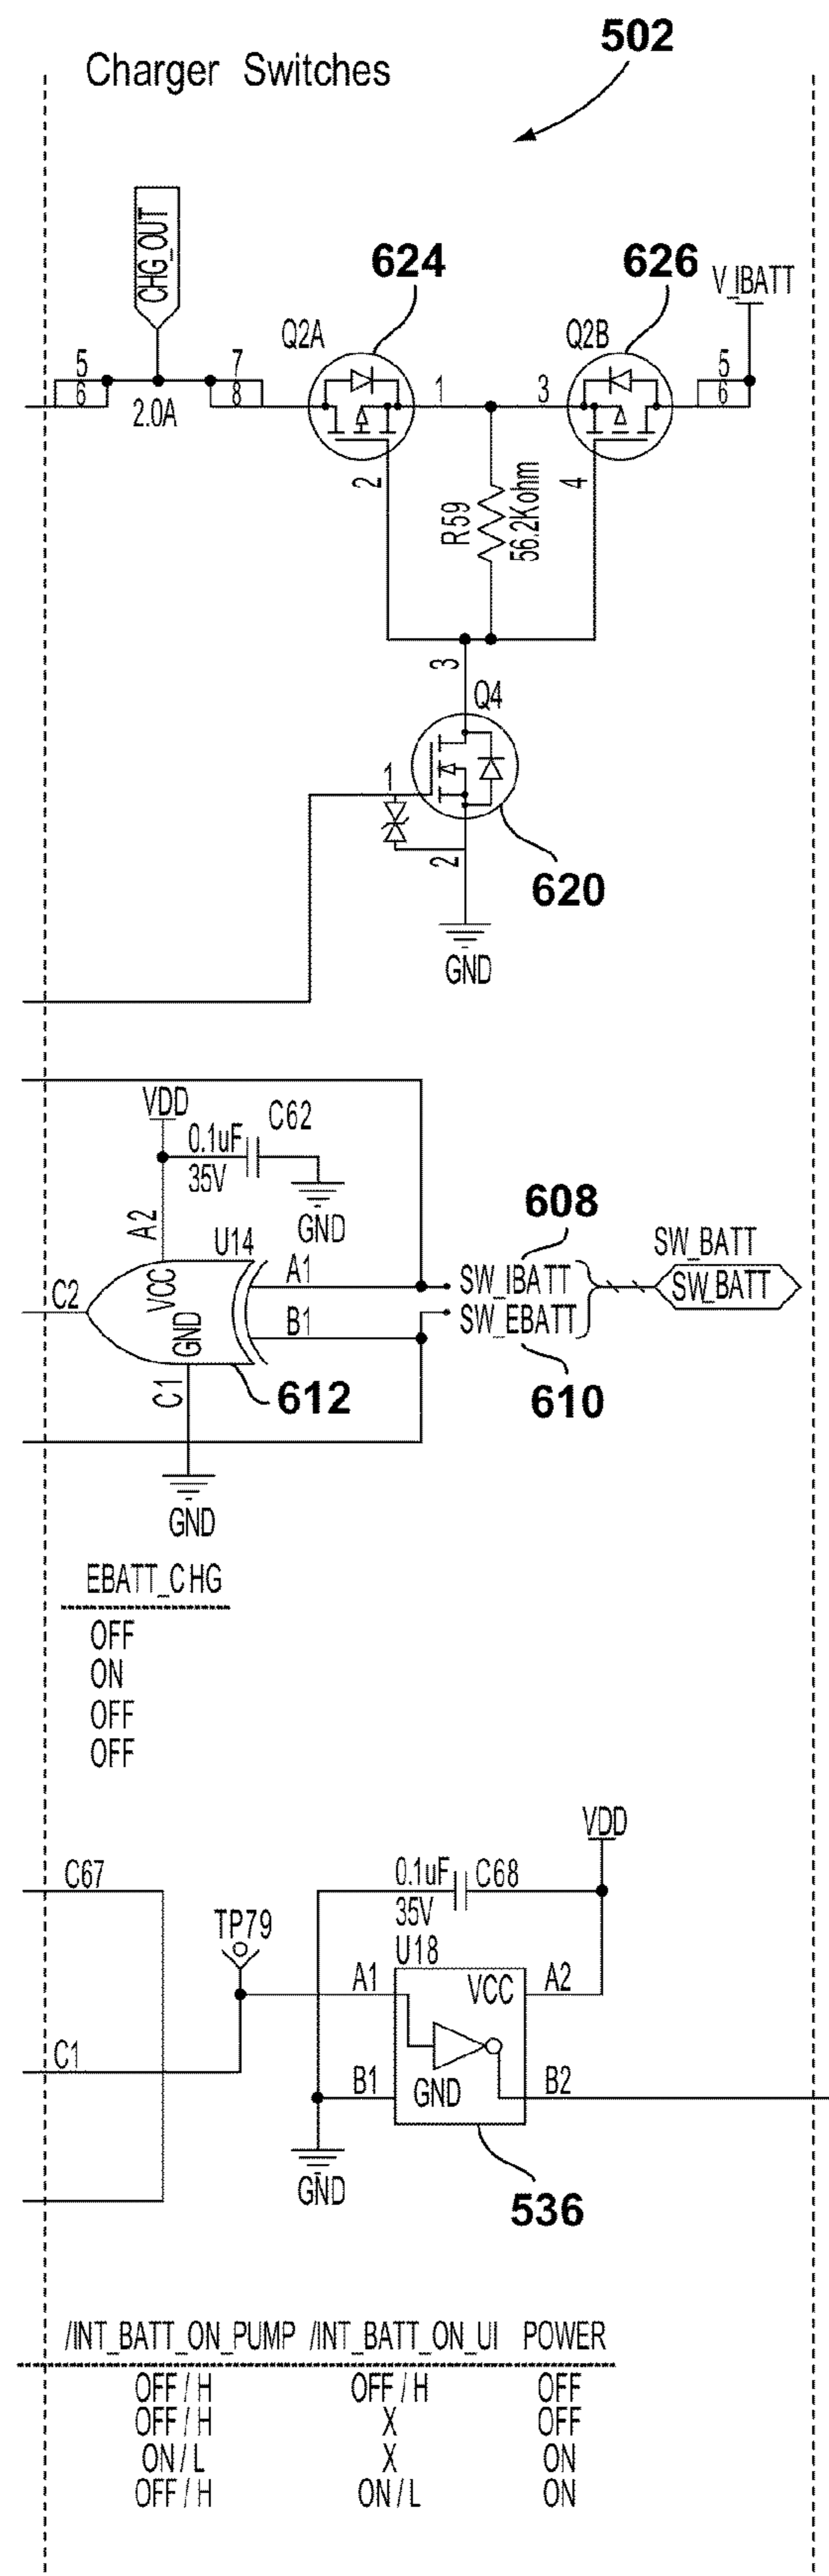 502
Charger Switches
CHG_OUT
624
626
V_IBATT
Q2A
Q2B
5
6
2.0A
7
8
1
3
5
6
2
R59
56.2Kohm
4
3
Q4
1
2
620
GND
VDD
C62
0.1uF
35V
GND
A2
U14
608
SW_BATT
VCC
A1
SW_IBATT
SW_BATT
C2
GND
B1
SW_EBATT
C1
612
610
GND
EBATT_CHG
OFF
ON
OFF
OFF
VDD
C67
0.1uF
C68
35V
TP79
U18
A1
VCC
A2
C1
B1
GND
B2
GND
536
/INT_BATT_ON_PUMP /INT_BATT_ON_UI POWER
OFF / H OFF / H OFF
OFF / H X OFF
ON / L X ON
OFF / H ON / L ON